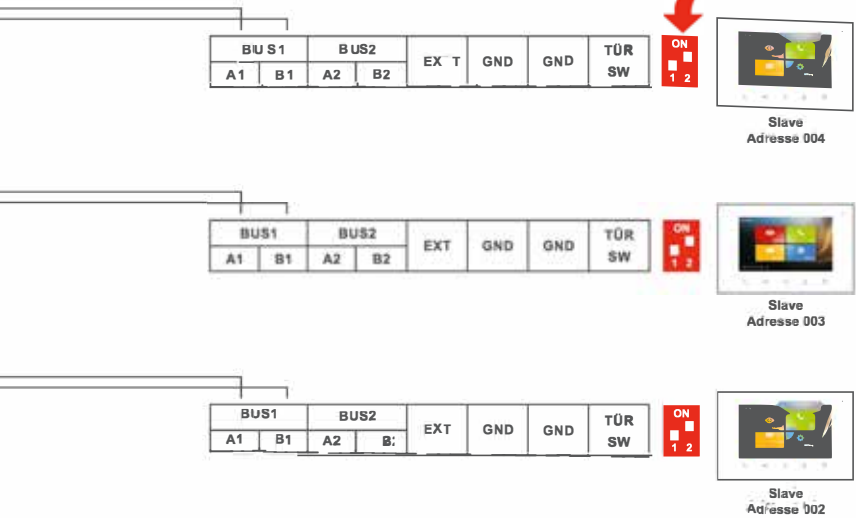 BUS1 BUS2 EXT GND GND TÜR SW ON
A1 B1 A2 B2 1 2
Slave
Adresse 004
BUS1 BUS2 EXT GND GND TÜR SW ON
A1 B1 A2 B2 1 2
Slave
Adresse 003
BUS1 BUS2 EXT GND GND TÜR SW ON
A1 B1 A2 B2 1 2
Slave
Adresse 002